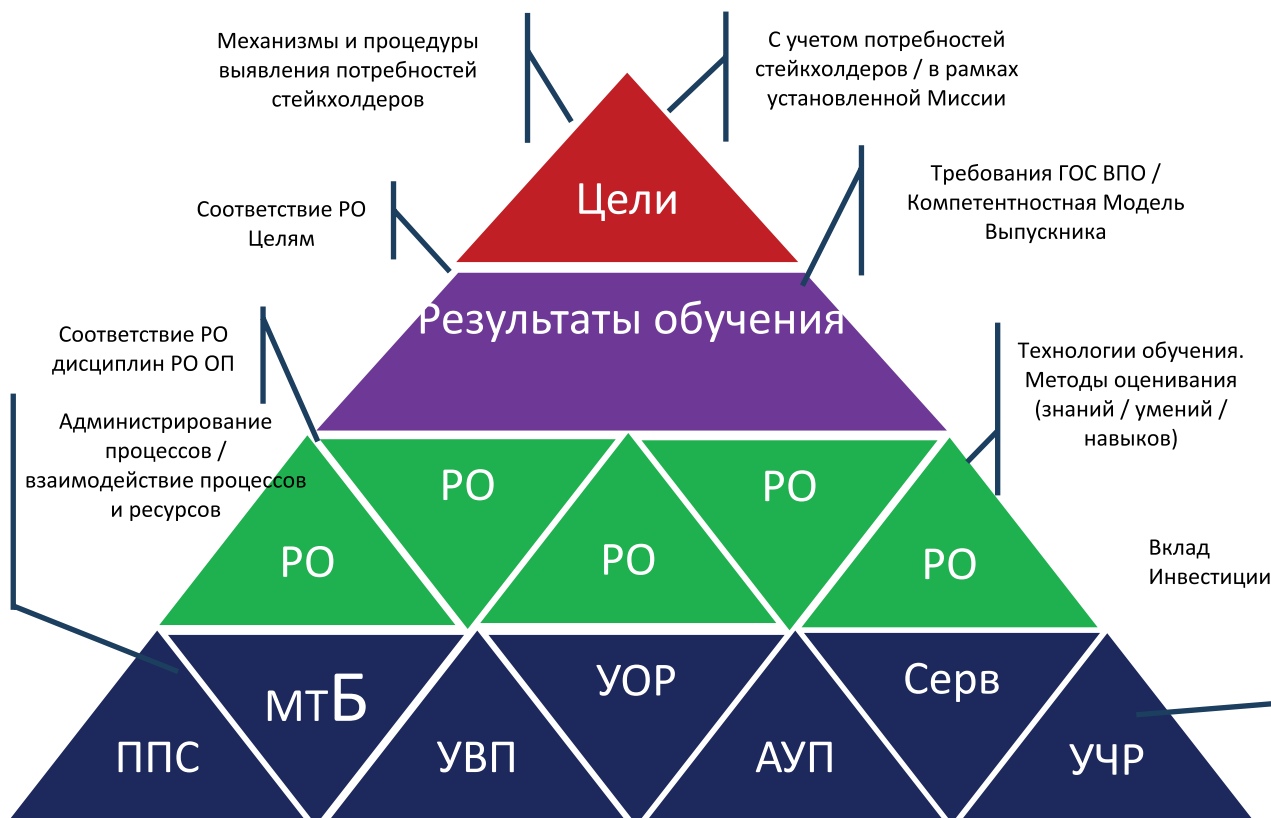 Механизмы и процедуры
выявления потребностей
стейкхолдеров
С учетом потребностей
стейкхолдеров / в рамках
установленной Миссии
Цели
Требования ГОС ВПО /
Компетентностная Модель
Выпускника
Соответствие РО
Целям
Результаты обучения
Соответствие РО
дисциплин РО ОП
Технологии обучения.
Методы оценивания
(знаний / умений /
навыков)
Администрирование
процессов /
взаимодействие процессов
и ресурсов
РО
РО
РО
РО
РО
Вклад
Инвестиции
МТБ
УОР
Серв
ППС
УВП
АУП
УЧР